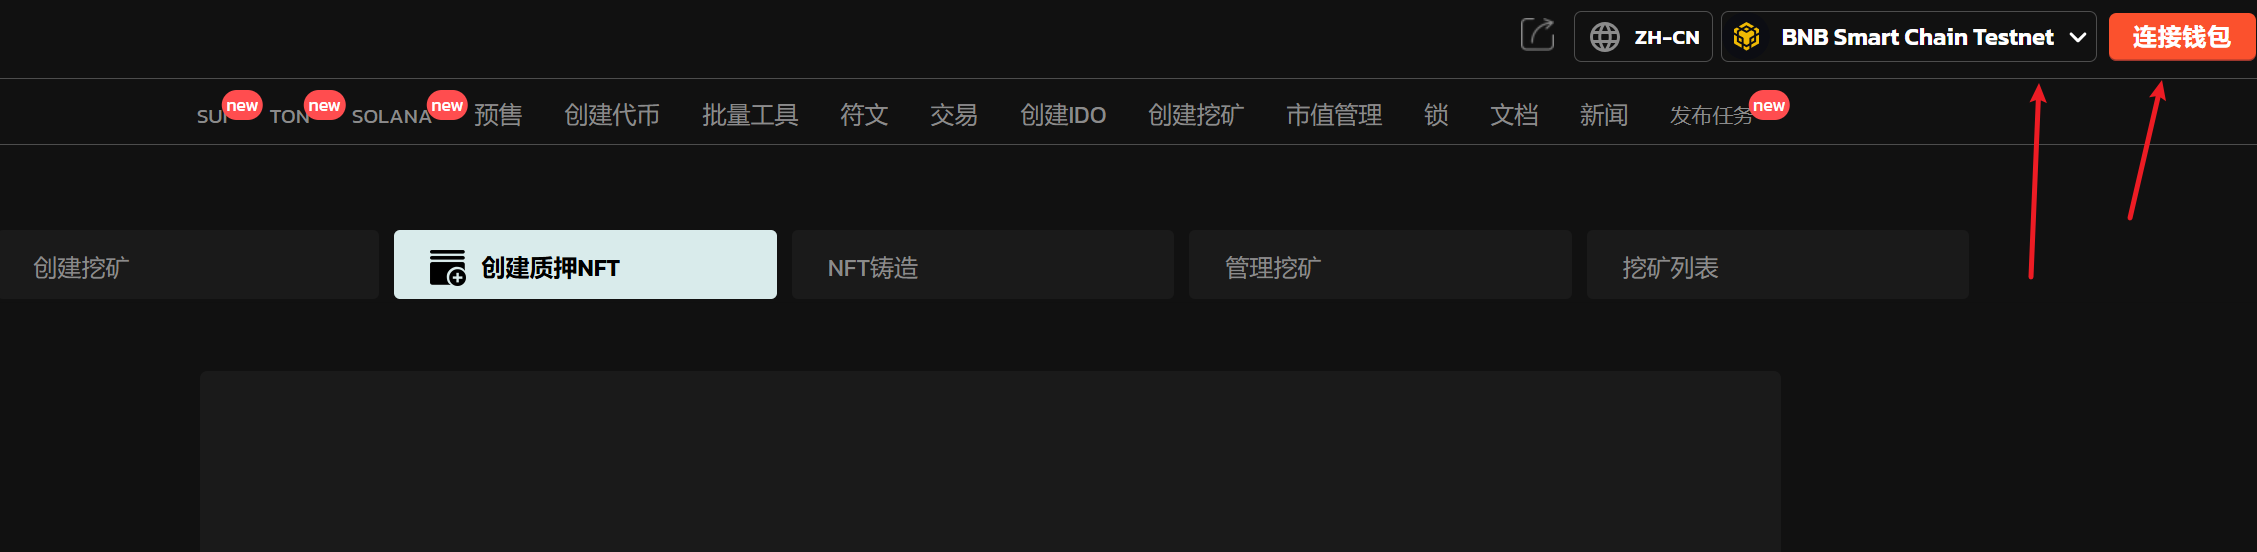 ZH-CN BNB Smart Chain Testnet 连接钱包
new TON new SOLANA new 预售 创建代币 批量工具 符文 交易 创建IDO 创建挖矿 市值管理 锁 文档 新闻 发布任务 new
创建挖矿 创建质押NFT NFT铸造 管理挖矿 挖矿列表